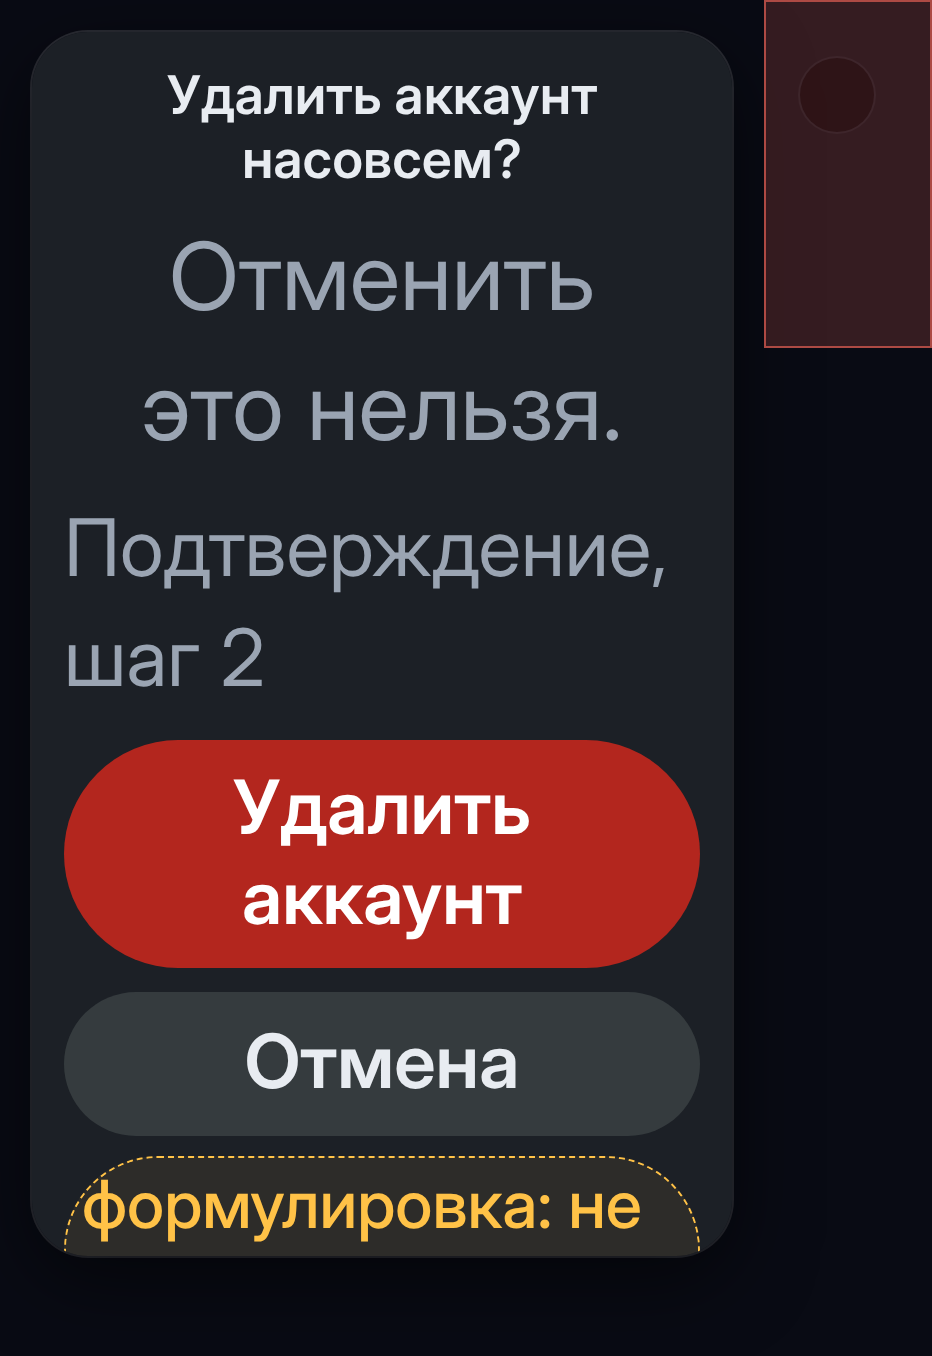 Удалить аккаунт
насовсем?
Отменить
это нельзя.
Подтверждение,
шаг 2
Удалить
аккаунт
Отмена
формулировка: не